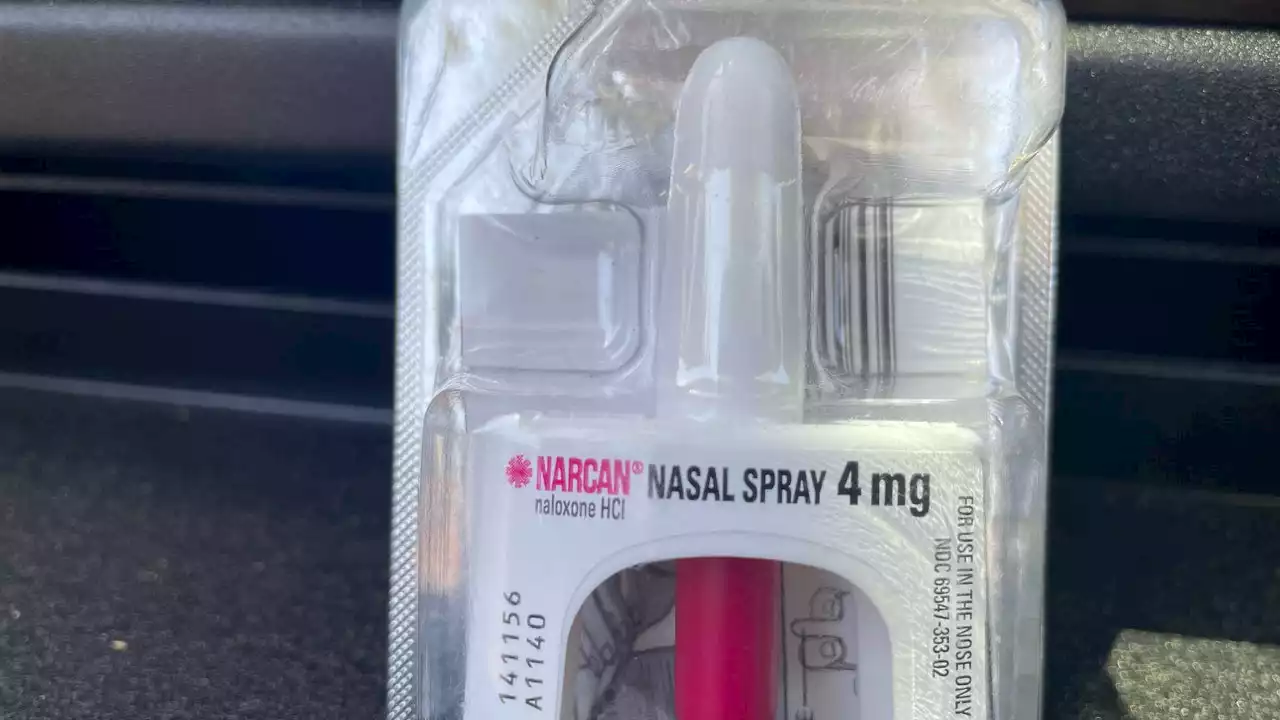 NARCAN® NASAL SPRAY 4 mg
naloxone HCl
FOR USE IN THE NOSE ONLY
NDC 69547-353-02
141156
A1140